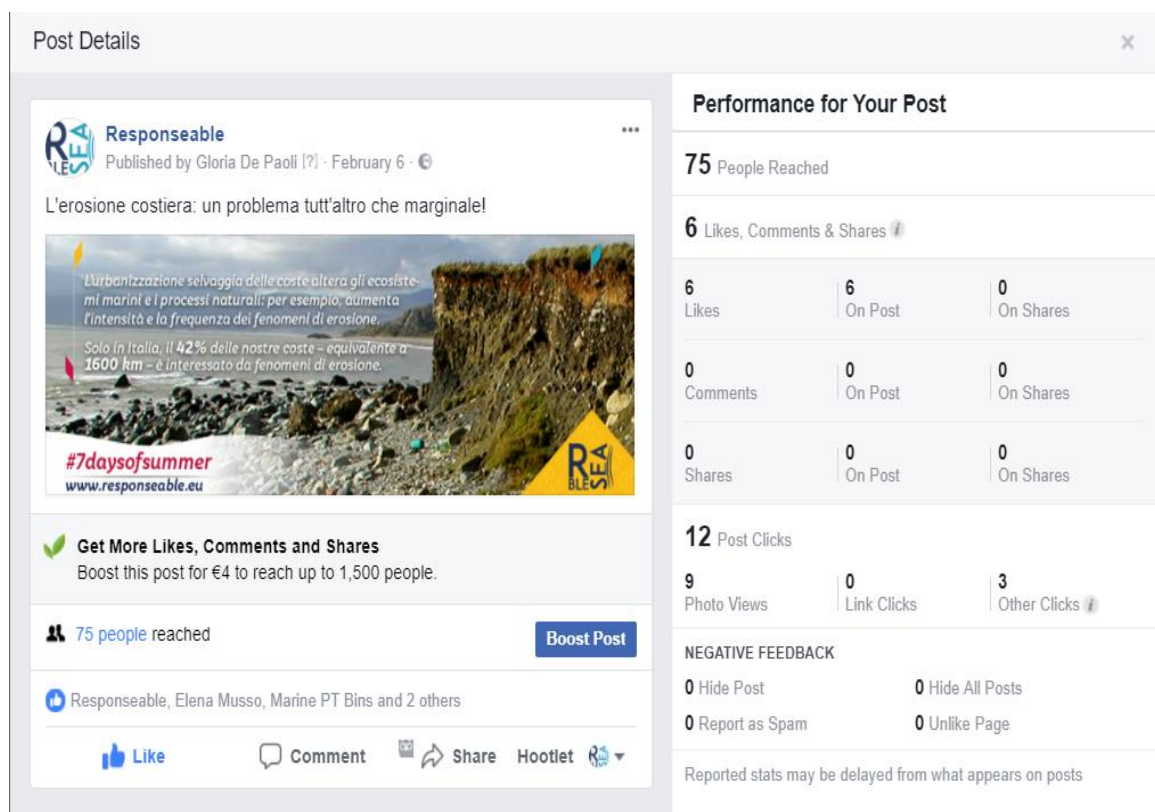 Post Details
Responseable
Published by Gloria De Paoli [?] · February 6 ·
L'erosione costiera: un problema tutt'altro che marginale!
L'urbanizzazione selvaggia delle coste altera gli ecosiste-
mi marini e i processi naturali: per esempio, aumenta
l'intensità e la frequenza dei fenomeni di erosione.
Solo in Italia, il 42% delle nostre coste – equivalente a
1600 km – è interessato da fenomeni di erosione.
#7daysofsummer
www.responseable.eu
R SEA
BLE
Get More Likes, Comments and Shares
Boost this post for €4 to reach up to 1,500 people.
75 people reached
Boost Post
Responseable, Elena Musso, Marine PT Bins and 2 others
Like Comment Share Hootlet
Performance for Your Post
75 People Reached
6 Likes, Comments & Shares
6 6 0
Likes On Post On Shares
0 0 0
Comments On Post On Shares
0 0 0
Shares On Post On Shares
12 Post Clicks
9 0 3
Photo Views Link Clicks Other Clicks
NEGATIVE FEEDBACK
0 Hide Post 0 Hide All Posts
0 Report as Spam 0 Unlike Page
Reported stats may be delayed from what appears on posts